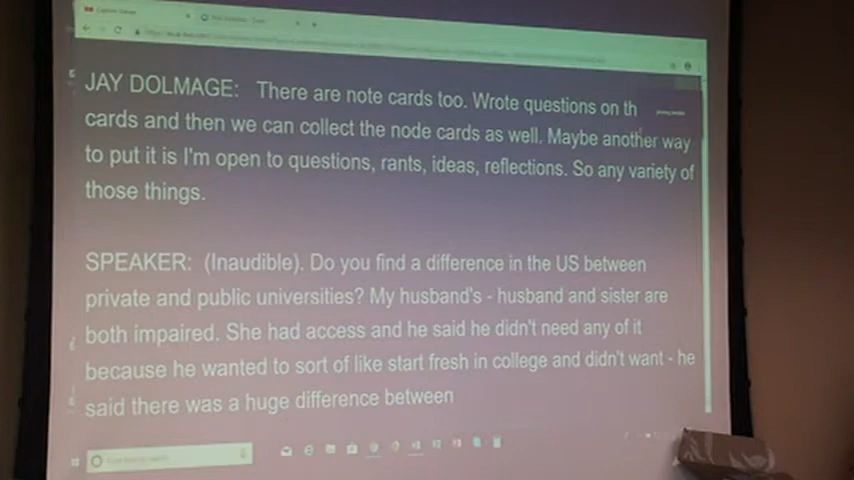 JAY DOLMAGE: There are note cards too. Wrote questions on th
cards and then we can collect the node cards as well. Maybe another way
to put it is I'm open to questions, rants, ideas, reflections. So any variety of
those things.
SPEAKER: (Inaudible). Do you find a difference in the US between
private and public universities? My husband's - husband and sister are
both impaired. She had access and he said he didn't need any of it
because he wanted to sort of like start fresh in college and didn't want - he
said there was a huge difference between